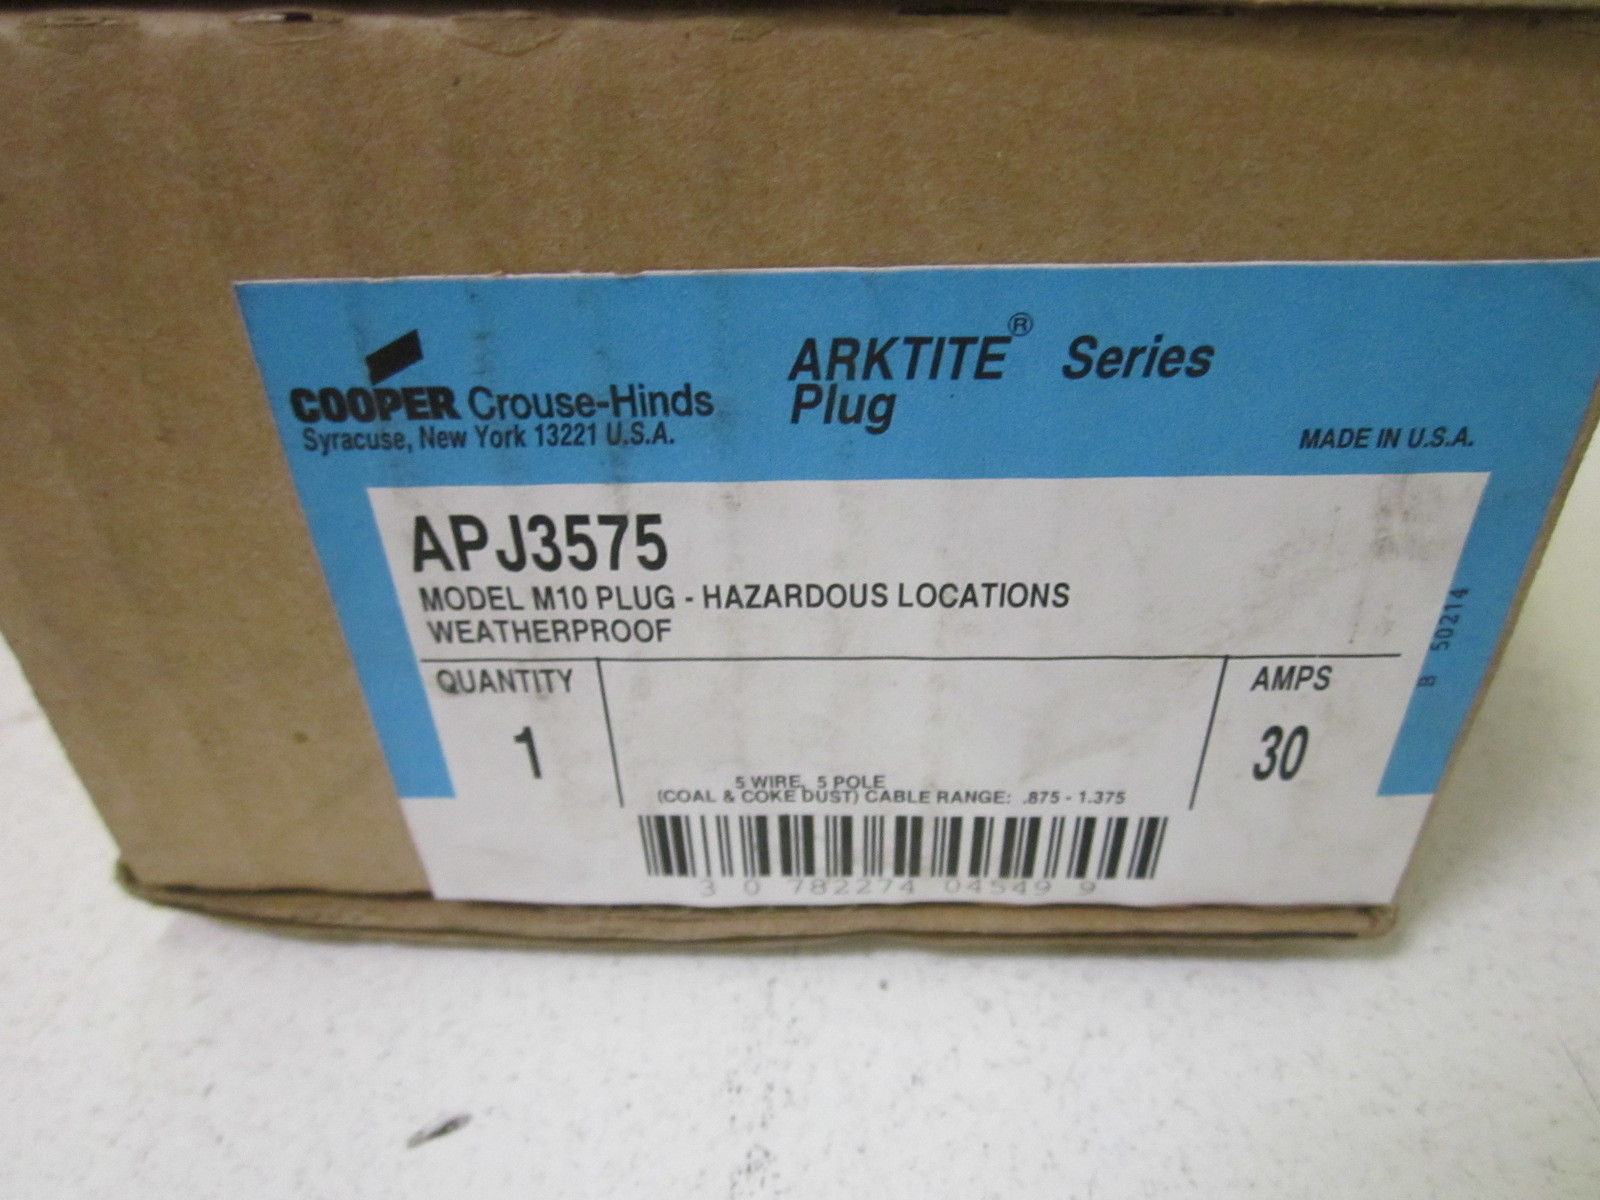 COOPER Crouse-Hinds
Syracuse, New York 13221 U.S.A.
ARKTITE® Series
Plug
MADE IN U.S.A.
APJ3575
MODEL M10 PLUG - HAZARDOUS LOCATIONS
WEATHERPROOF
QUANTITY
1
5 WIRE, 5 POLE
(COAL & COKE DUST) CABLE RANGE: .875 - 1.375
AMPS
30
B 50214
3 0 782274 04549 9